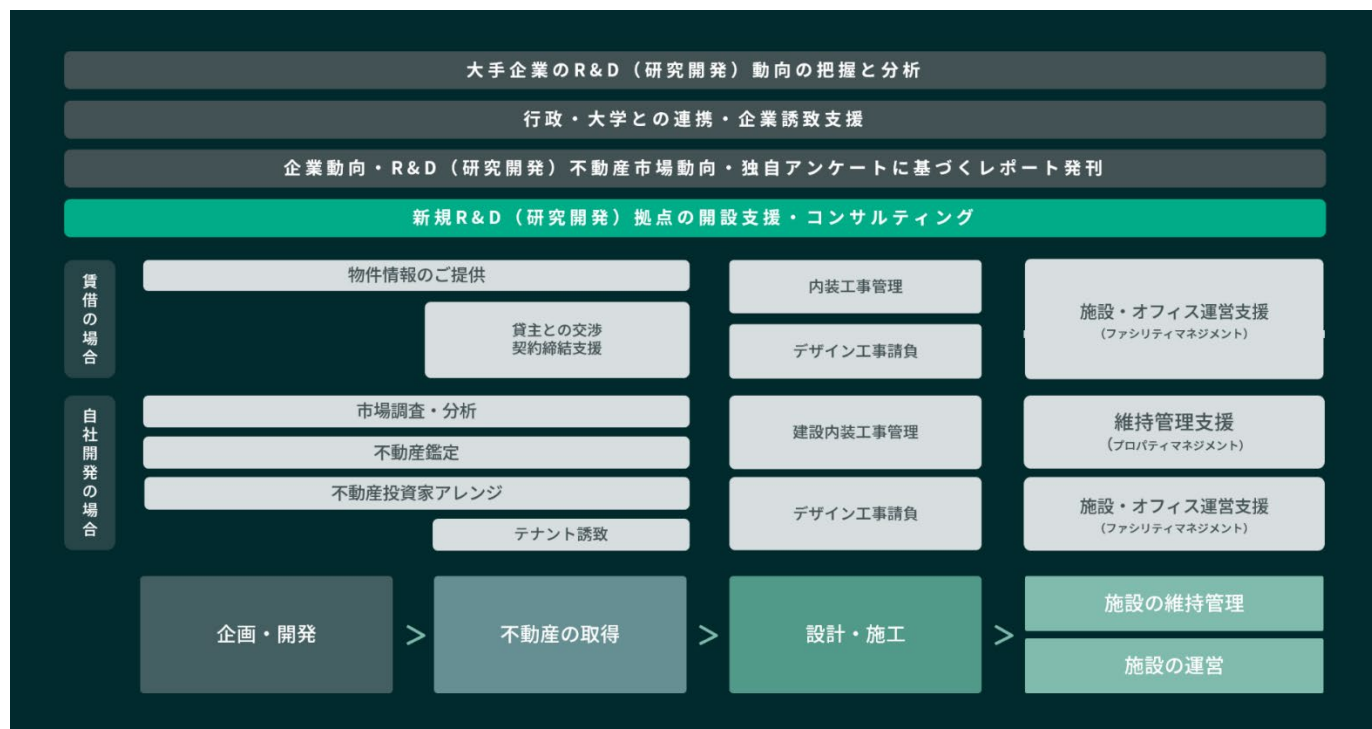 大手企業のR&D（研究開発）動向の把握と分析
行政・大学との連携・企業誘致支援
企業動向・R&D（研究開発）不動産市場動向・独自アンケートに基づくレポート発刊
新規R&D（研究開発）拠点の開設支援・コンサルティング
賃借の場合
物件情報のご提供
貸主との交渉
契約締結支援
内装工事管理
デザイン工事請負
施設・オフィス運営支援
(ファシリティマネジメント)
自社開発の場合
市場調査・分析
不動産鑑定
不動産投資家アレンジ
テナント誘致
建設内装工事管理
デザイン工事請負
維持管理支援
(プロパティマネジメント)
施設・オフィス運営支援
(ファシリティマネジメント)
企画・開発
>
不動産の取得
>
設計・施工
>
施設の維持管理
施設の運営